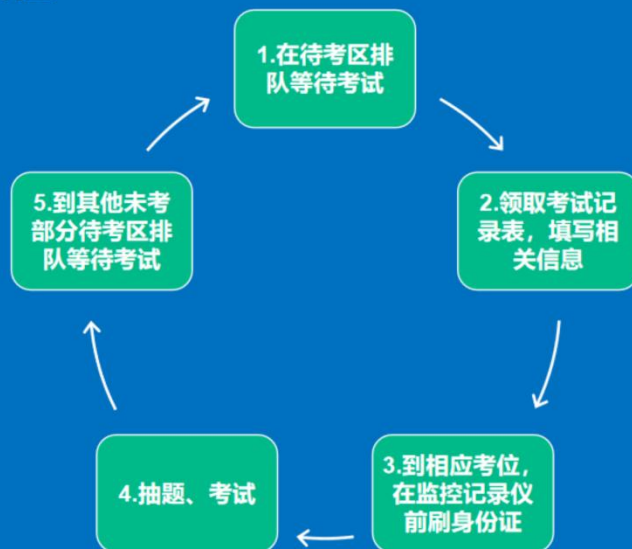 1.在待考区排
队等待考试
2.领取考试记
录表，填写相
关信息
3.到相应考位，
在监控记录仪
前刷身份证
4.抽题、考试
5.到其他未考
部分待考区排
队等待考试